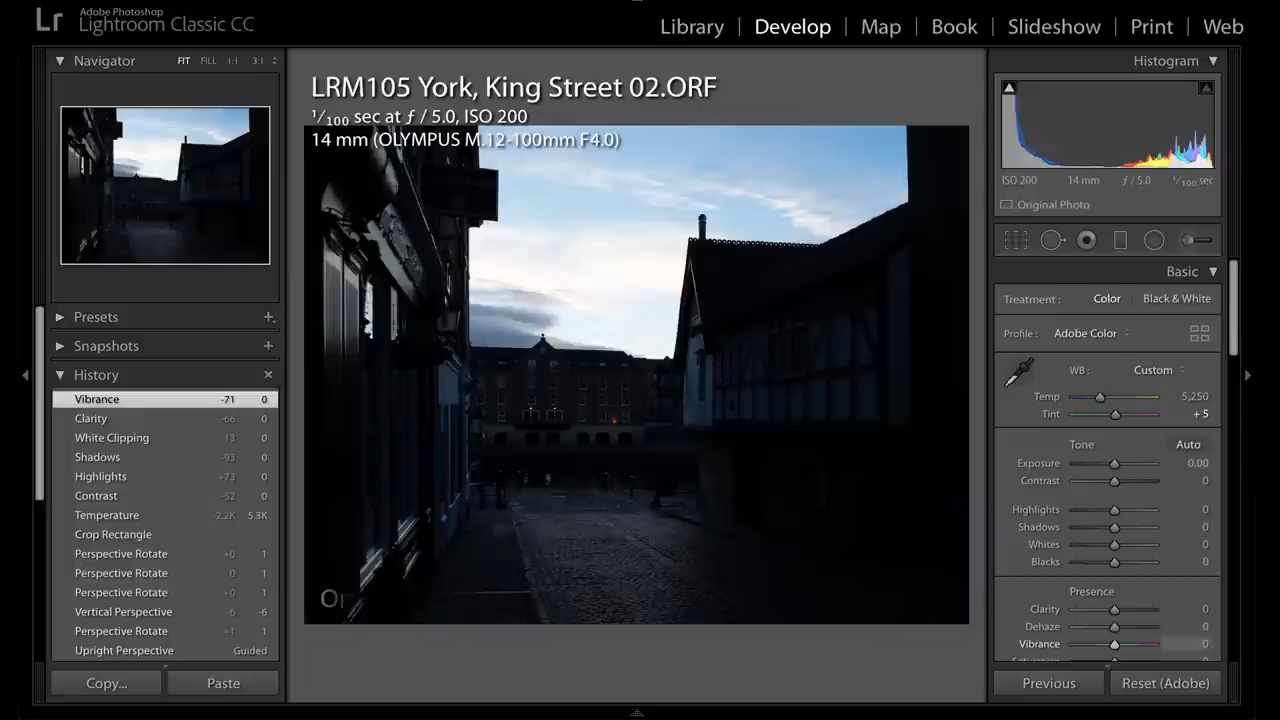 Lr
Adobe Photoshop
Lightroom Classic CC
Library | Develop | Map | Book | Slideshow | Print | Web
Navigator FIT FILL 1:1 3:1
Presets +
Snapshots +
History ×
Vibrance -71 0
Clarity -66 0
White Clipping -13 0
Shadows -93 0
Highlights +73 0
Contrast -52 0
Temperature -2.2K 5.3K
Crop Rectangle
Perspective Rotate +0 1
Perspective Rotate 0 1
Perspective Rotate +0 1
Vertical Perspective -6 -6
Perspective Rotate +1 1
Upright Perspective Guided
Copy... Paste
LRM105 York, King Street 02.ORF
1/100 sec at ƒ / 5.0, ISO 200
14 mm (OLYMPUS M.12-100mm F4.0)
Histogram
ISO 200 14 mm ƒ / 5.0 1/100 sec
Original Photo
Basic
Treatment : Color Black & White
Profile : Adobe Color
WB : Custom
Temp 5,250
Tint + 5
Tone Auto
Exposure 0.00
Contrast 0
Highlights 0
Shadows 0
Whites 0
Blacks 0
Presence
Clarity 0
Dehaze 0
Vibrance 0
Previous Reset (Adobe)